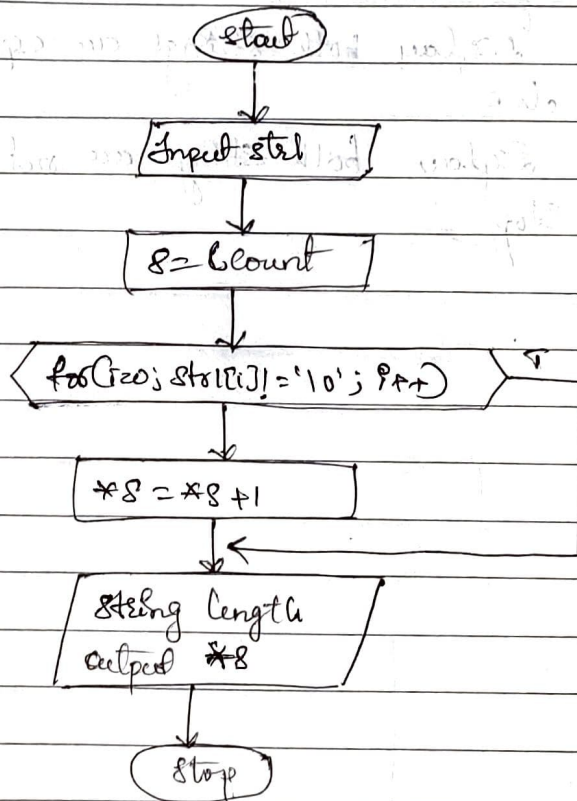 start
Input str1
s = &count
for(i=0; str1[i]!='\0'; i++)
T
*s = *s +1
string length
output *s
stop